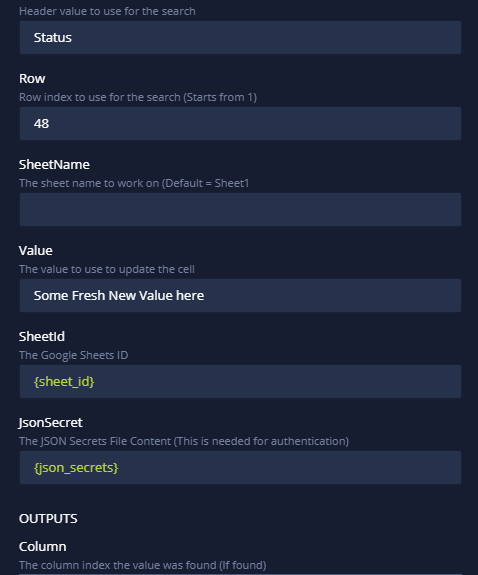 Header value to use for the search
Status
Row
Row index to use for the search (Starts from 1)
48
SheetName
The sheet name to work on (Default = Sheet1
Value
The value to use to update the cell
Some Fresh New Value here
SheetId
The Google Sheets ID
{sheet_id}
JsonSecret
The JSON Secrets File Content (This is needed for authentication)
{json_secrets}
OUTPUTS
Column
The column index the value was found (If found)